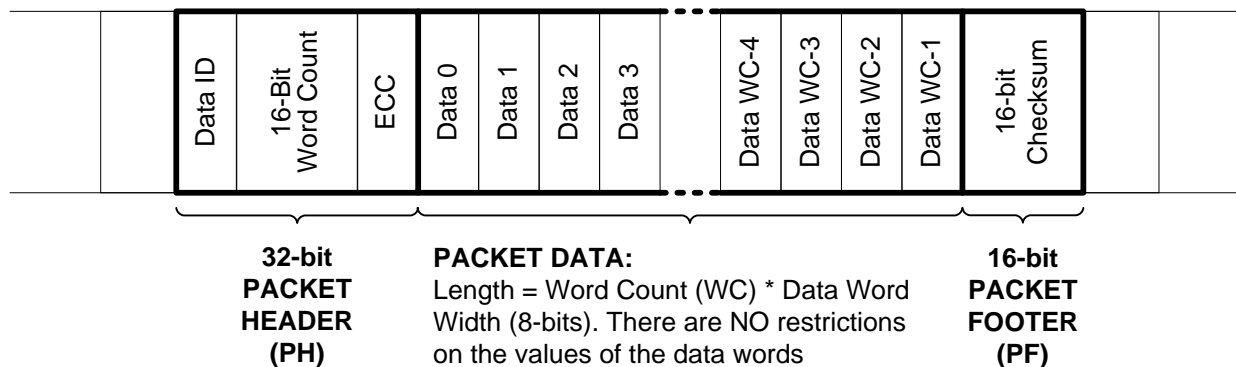 Data ID
16-Bit
Word Count
ECC
Data 0
Data 1
Data 2
Data 3
Data WC-4
Data WC-3
Data WC-2
Data WC-1
16-bit
Checksum
32-bit
PACKET
HEADER
(PH)
PACKET DATA:
Length = Word Count (WC) * Data Word
Width (8-bits). There are NO restrictions
on the values of the data words
16-bit
PACKET
FOOTER
(PF)